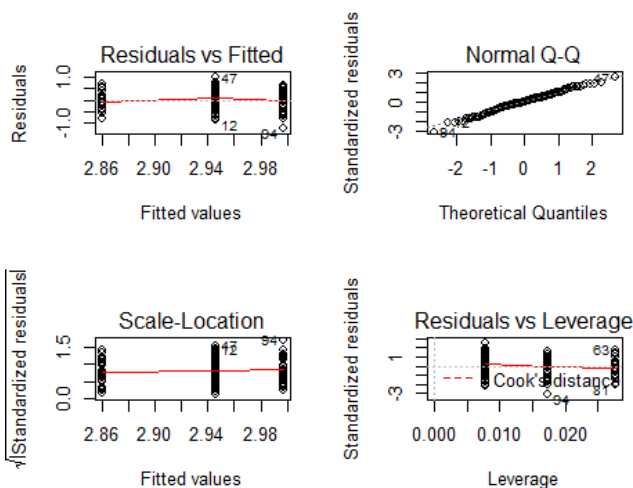 Residuals vs Fitted
Residuals
1.0
-1.0
47
12
94
2.86 2.90 2.94 2.98
Fitted values
Normal Q-Q
Standardized residuals
3
0
-3
47
12
94
-2 -1 0 1 2
Theoretical Quantiles
Scale-Location
√|Standardized residuals|
1.5
0.0
47
12
94
2.86 2.90 2.94 2.98
Fitted values
Residuals vs Leverage
Standardized residuals
1
-3
63
81
94
Cook's distance
0.000 0.010 0.020
Leverage